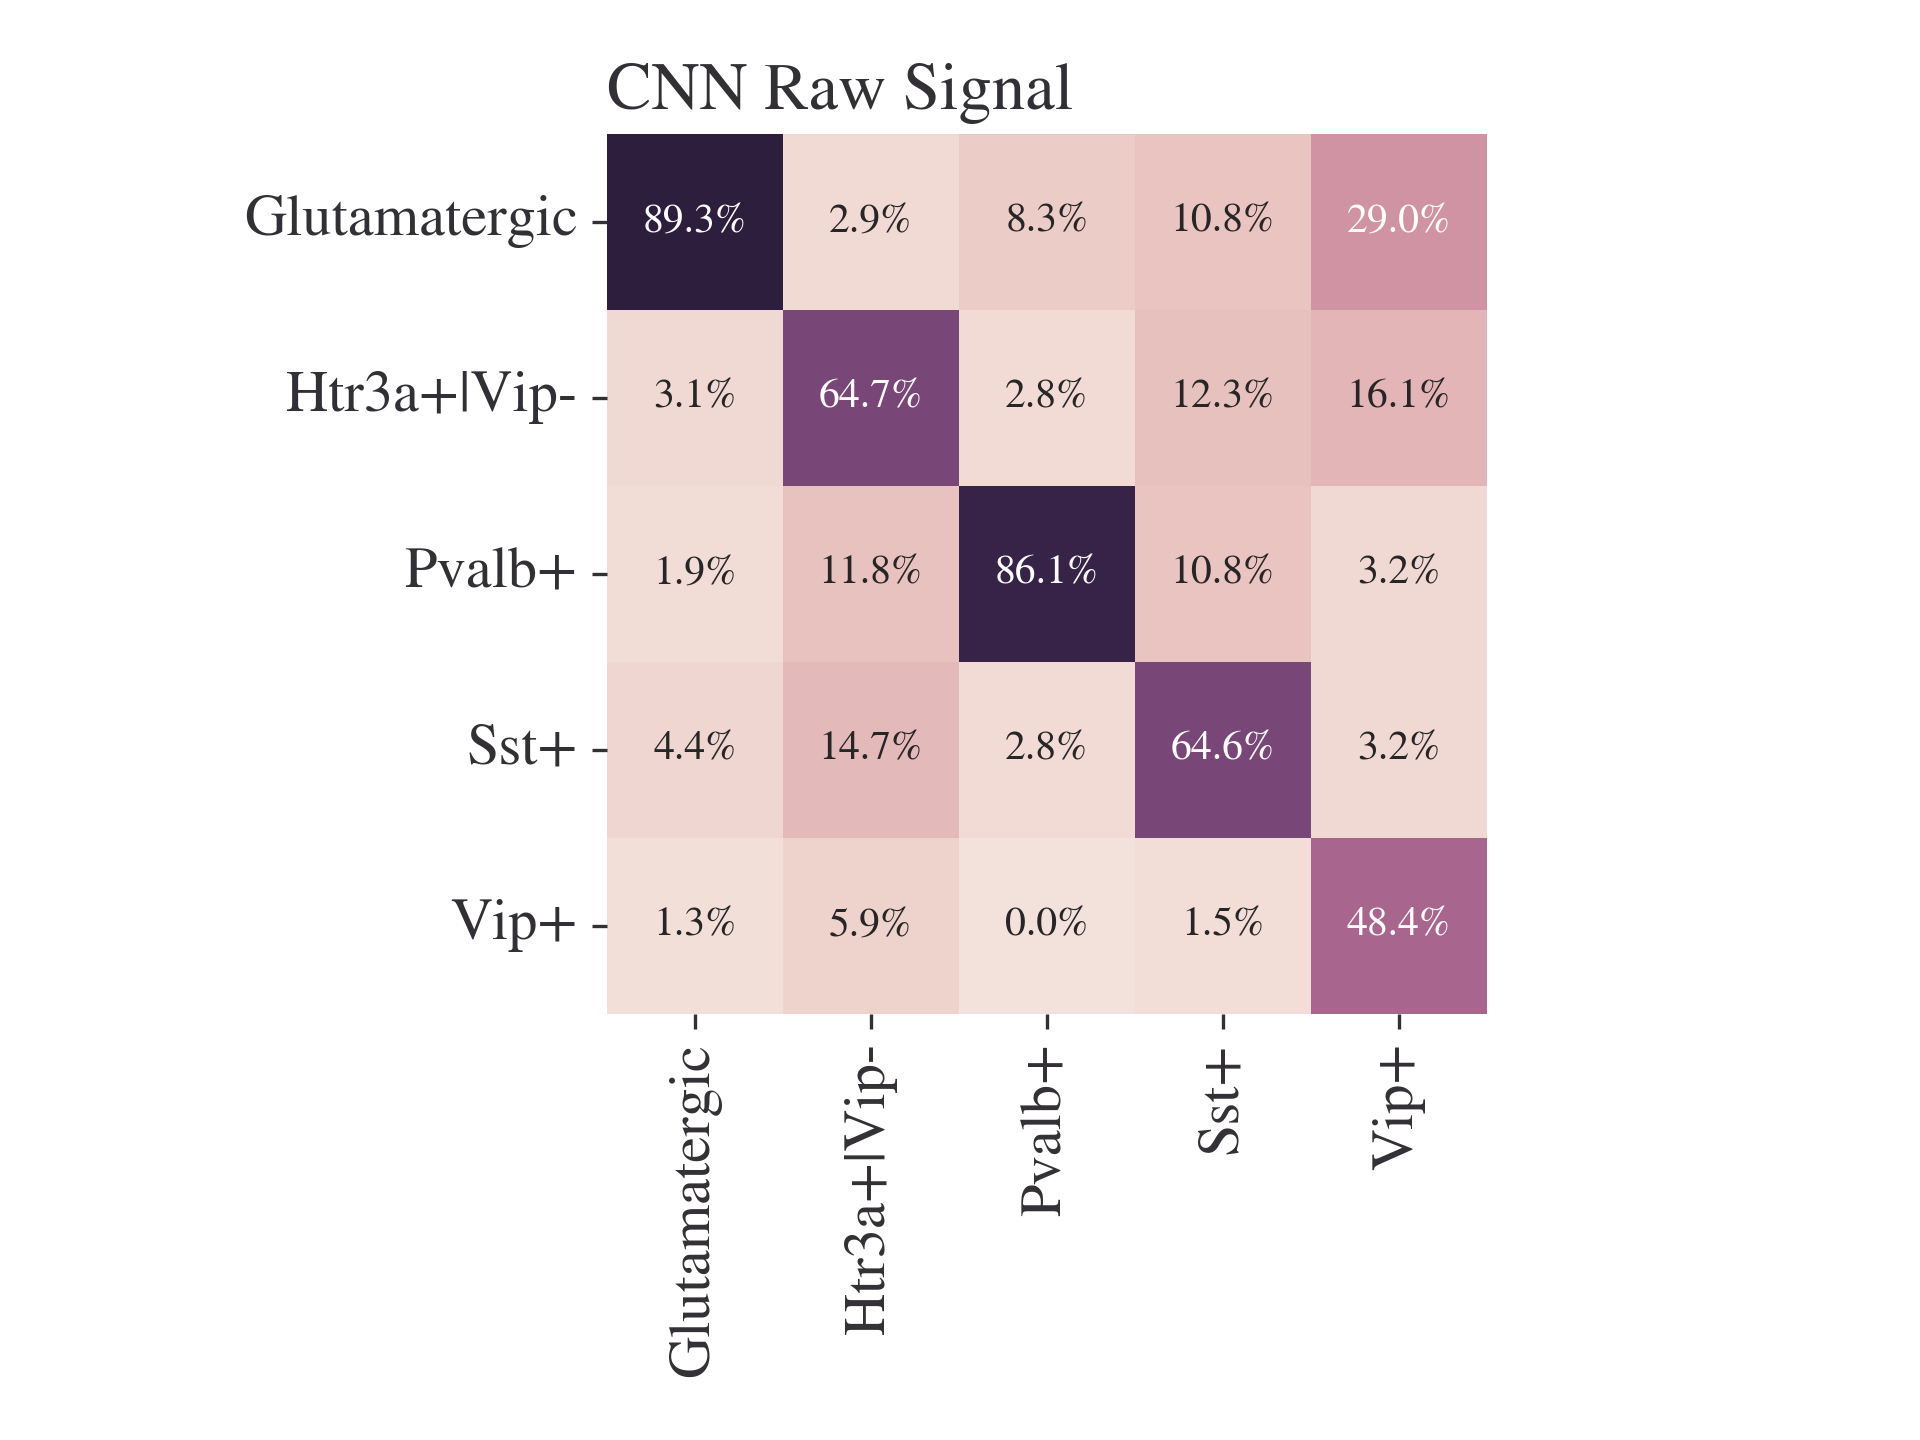 CNN Raw Signal
Glutamatergic 89.3% 2.9% 8.3% 10.8% 29.0%
Htr3a+|Vip- 3.1% 64.7% 2.8% 12.3% 16.1%
Pvalb+ 1.9% 11.8% 86.1% 10.8% 3.2%
Sst+ 4.4% 14.7% 2.8% 64.6% 3.2%
Vip+ 1.3% 5.9% 0.0% 1.5% 48.4%
Glutamatergic
Htr3a+|Vip-
Pvalb+
Sst+
Vip+